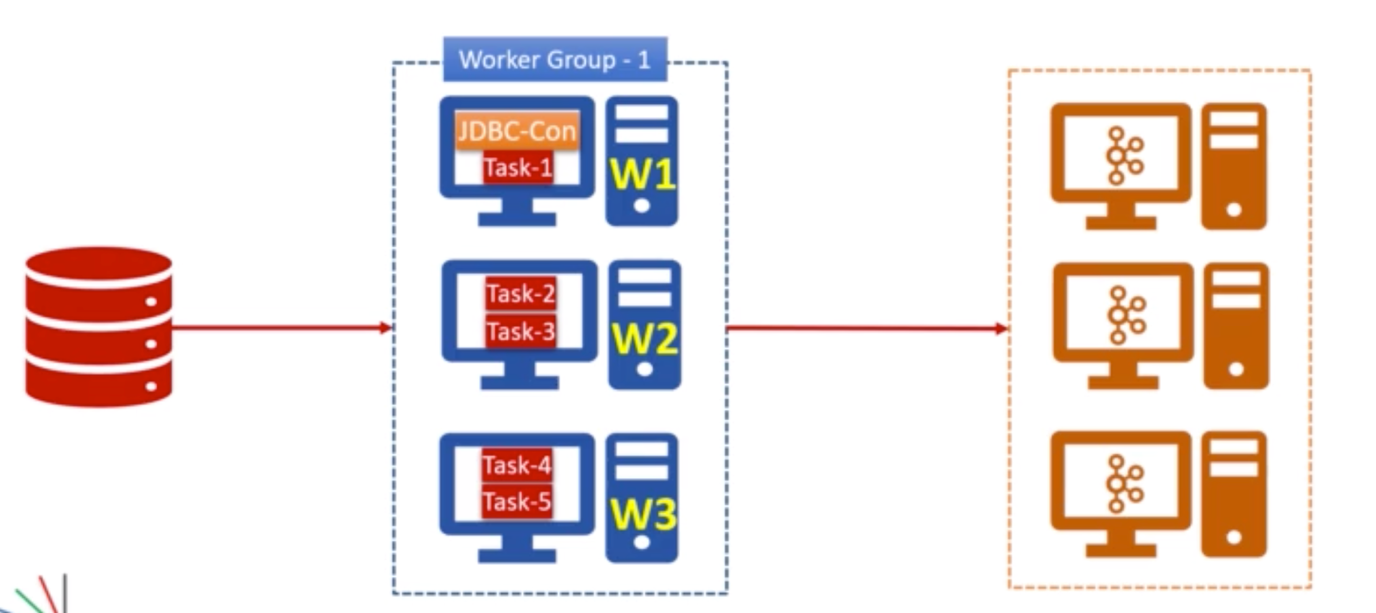 Worker Group - 1
JDBC-Con
Task-1
W1
Task-2
Task-3
W2
Task-4
Task-5
W3